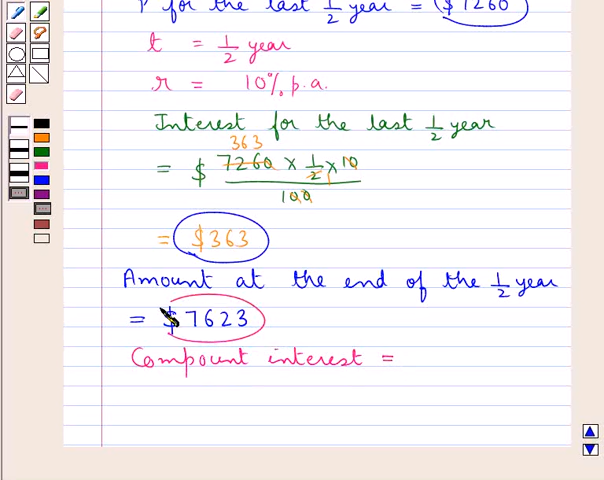 P for the last 1/2 year = $ 7260
t = 1/2 year
r = 10% p.a.
Interest for the last 1/2 year
363
= $ 7260 x 1/2 x 10
100
= $363
Amount at the end of the 1/2 year
= $ 7623
Compount interest =